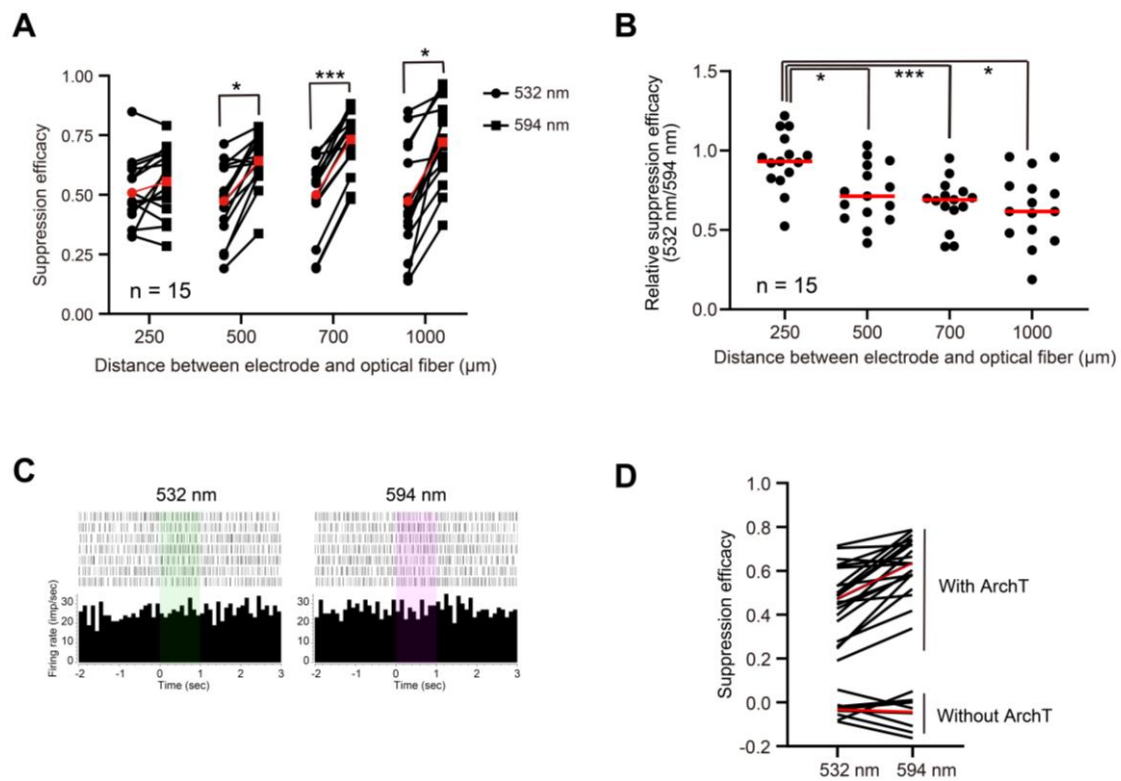 A
Suppression efficacy
1.00
0.75
0.50
0.25
0.00
*
***
*
532 nm
594 nm
n = 15
250 500 700 1000
Distance between electrode and optical fiber (µm)
B
Relative suppression efficacy
(532 nm/594 nm)
1.5
1.0
0.5
0.0
* *** *
n = 15
250 500 700 1000
Distance between electrode and optical fiber (µm)
C
532 nm
Firing rate (imp/sec)
30
20
10
0
-2 -1 0 1 2 3
Time (sec)
594 nm
30
20
10
0
-2 -1 0 1 2 3
Time (sec)
D
Suppression efficacy
1.0
0.8
0.6
0.4
0.2
0.0
-0.2
With ArchT
Without ArchT
532 nm 594 nm